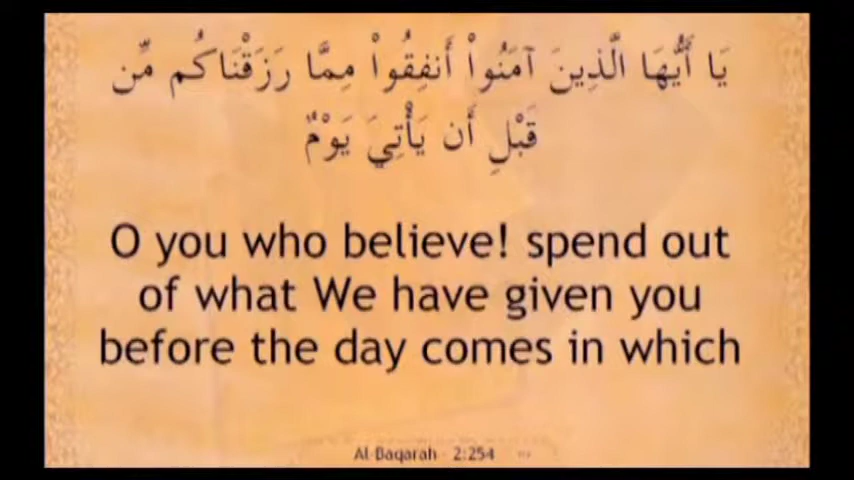 يَا أَيُّهَا الَّذِينَ آمَنُواْ أَنفِقُواْ مِمَّا رَزَقْنَاكُم مِّن
قَبْلِ أَن يَأْتِيَ يَوْمٌ
O you who believe! spend out
of what We have given you
before the day comes in which
Al-Baqarah - 2:254